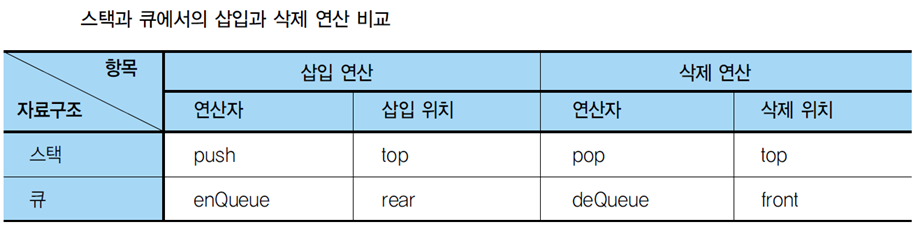 스택과 큐에서의 삽입과 삭제 연산 비교
항목 삽입 연산 삭제 연산
자료구조 연산자 삽입 위치 연산자 삭제 위치
스택 push top pop top
큐 enQueue rear deQueue front